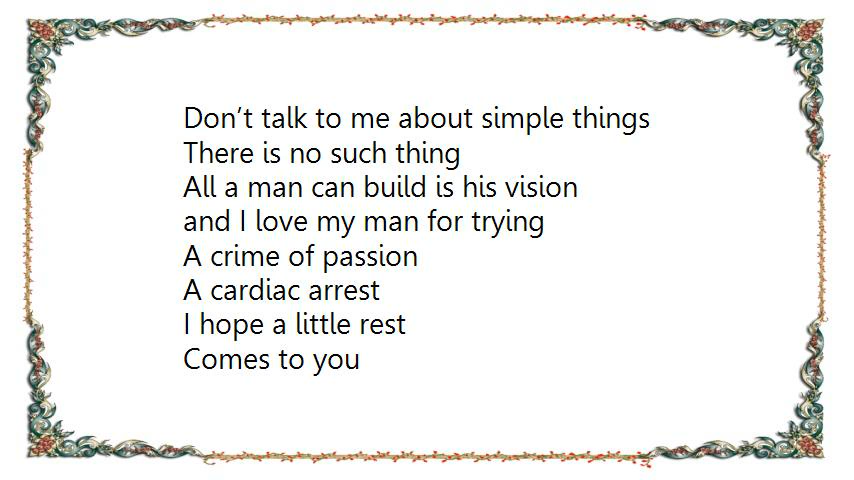 Don’t talk to me about simple things
There is no such thing
All a man can build is his vision
and I love my man for trying
A crime of passion
A cardiac arrest
I hope a little rest
Comes to you